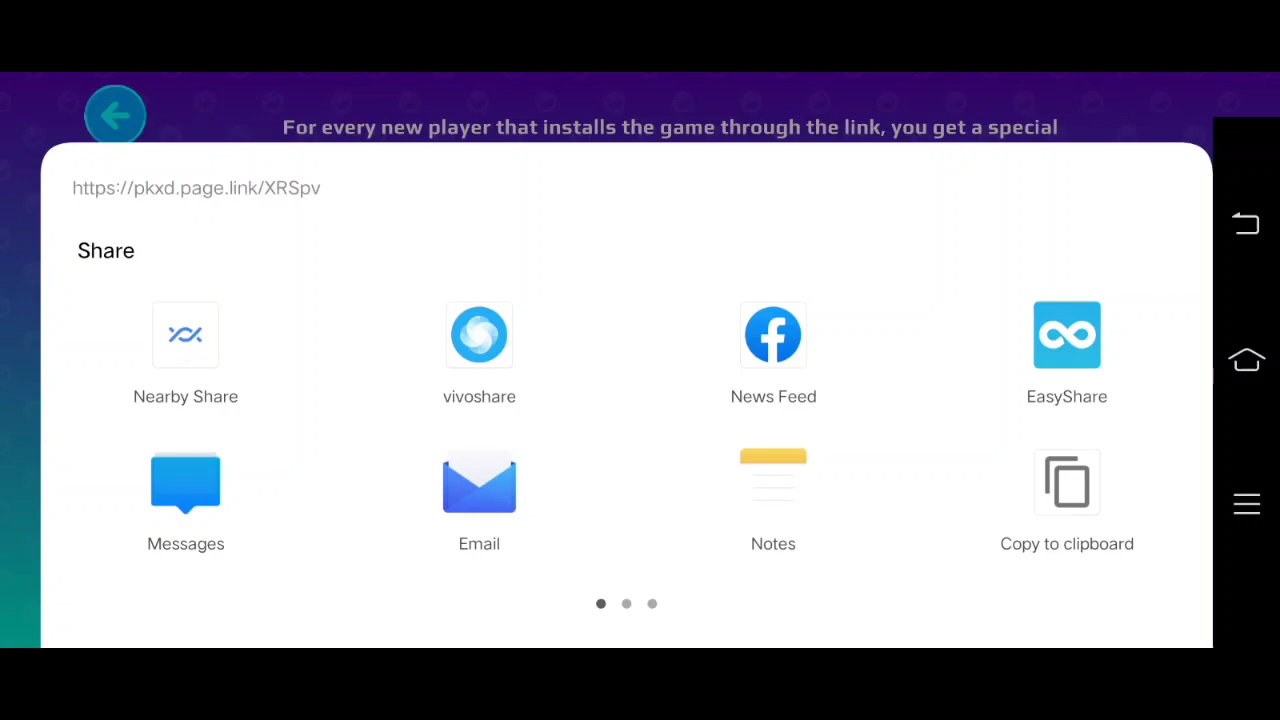 For every new player that installs the game through the link, you get a special
https://pkxd.page.link/XRSpv
Share
Nearby Share
vivoshare
News Feed
EasyShare
Messages
Email
Notes
Copy to clipboard